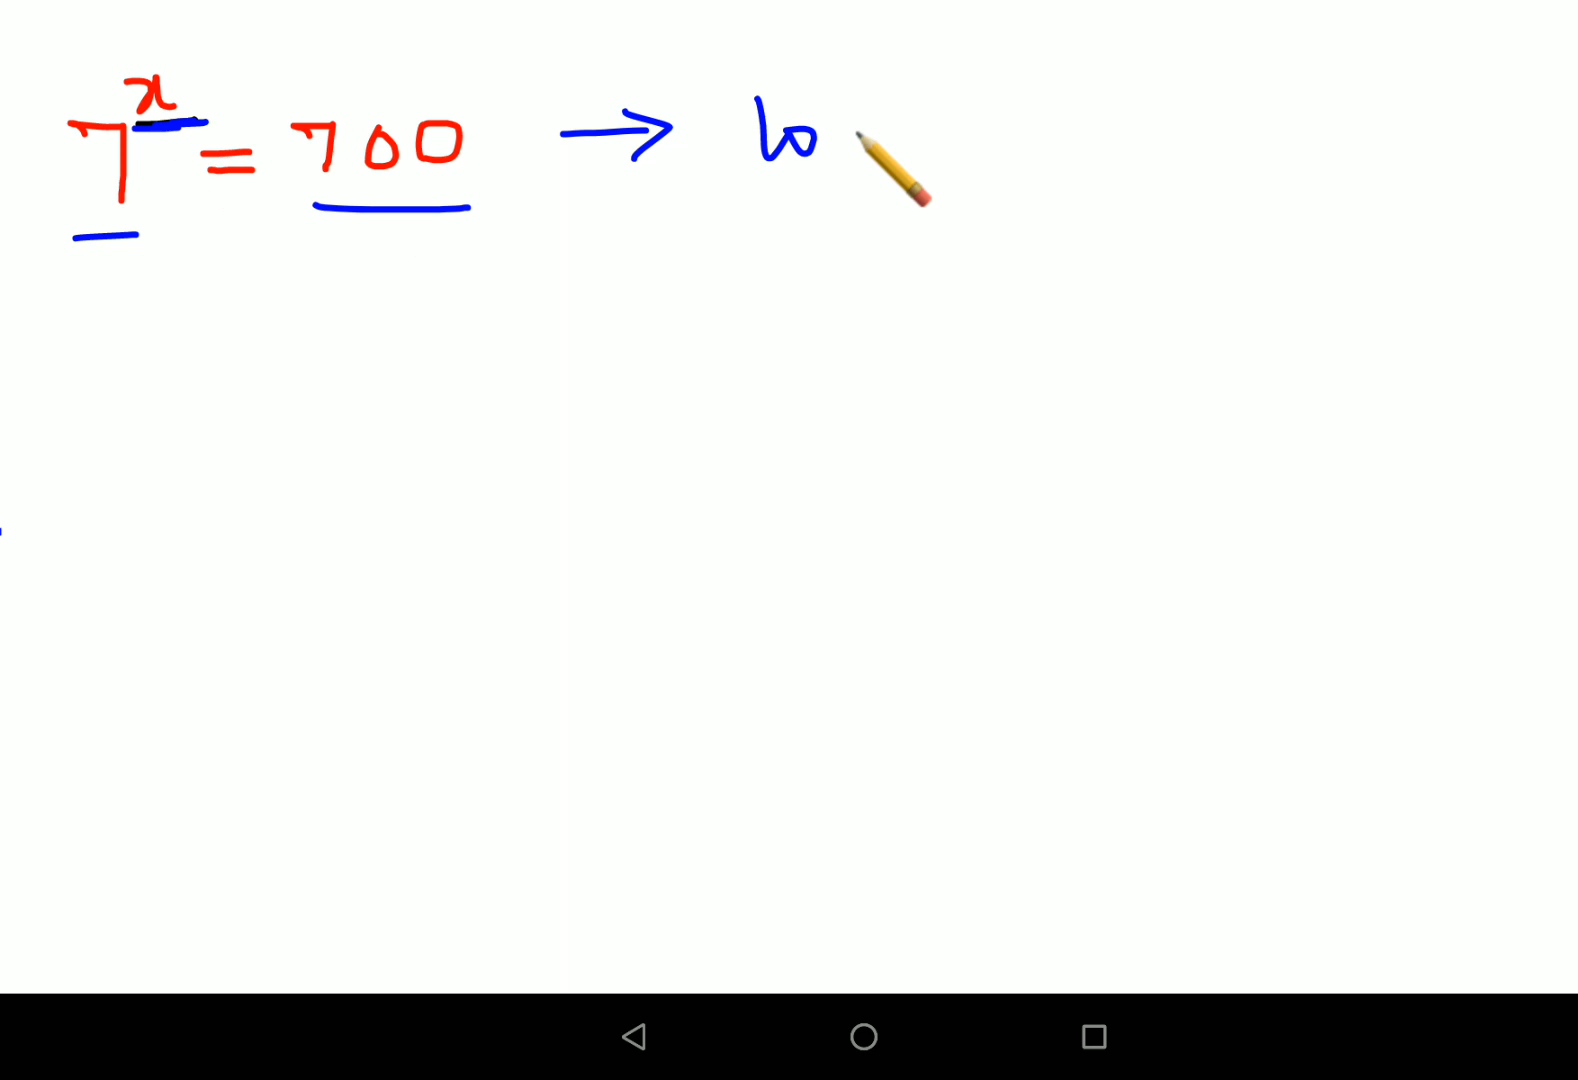 7^x = 700 → lo